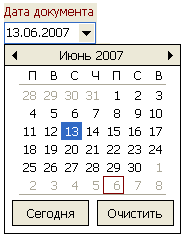 Дата документа
13.06.2007
Июнь 2007
П В С Ч П С В
28 29 30 31 1 2 3
4 5 6 7 8 9 10
11 12 13 14 15 16 17
18 19 20 21 22 23 24
25 26 27 28 29 30 1
2 3 4 5 6 7 8
Сегодня Очистить